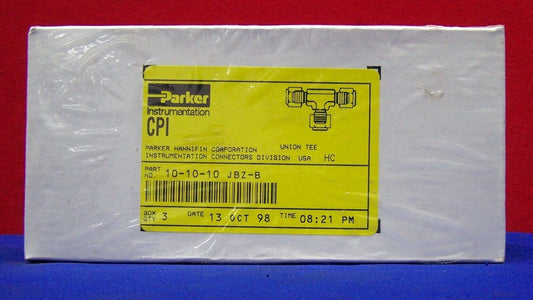 Parker
Instrumentation
CPI
PARKER HANNIFIN CORPORATION UNION TEE
INSTRUMENTATION CONNECTORS DIVISION USA HC
PART NO. 10-10-10 JBZ-B
BOX QTY 3 DATE 13 OCT 98 TIME 08:21 PM